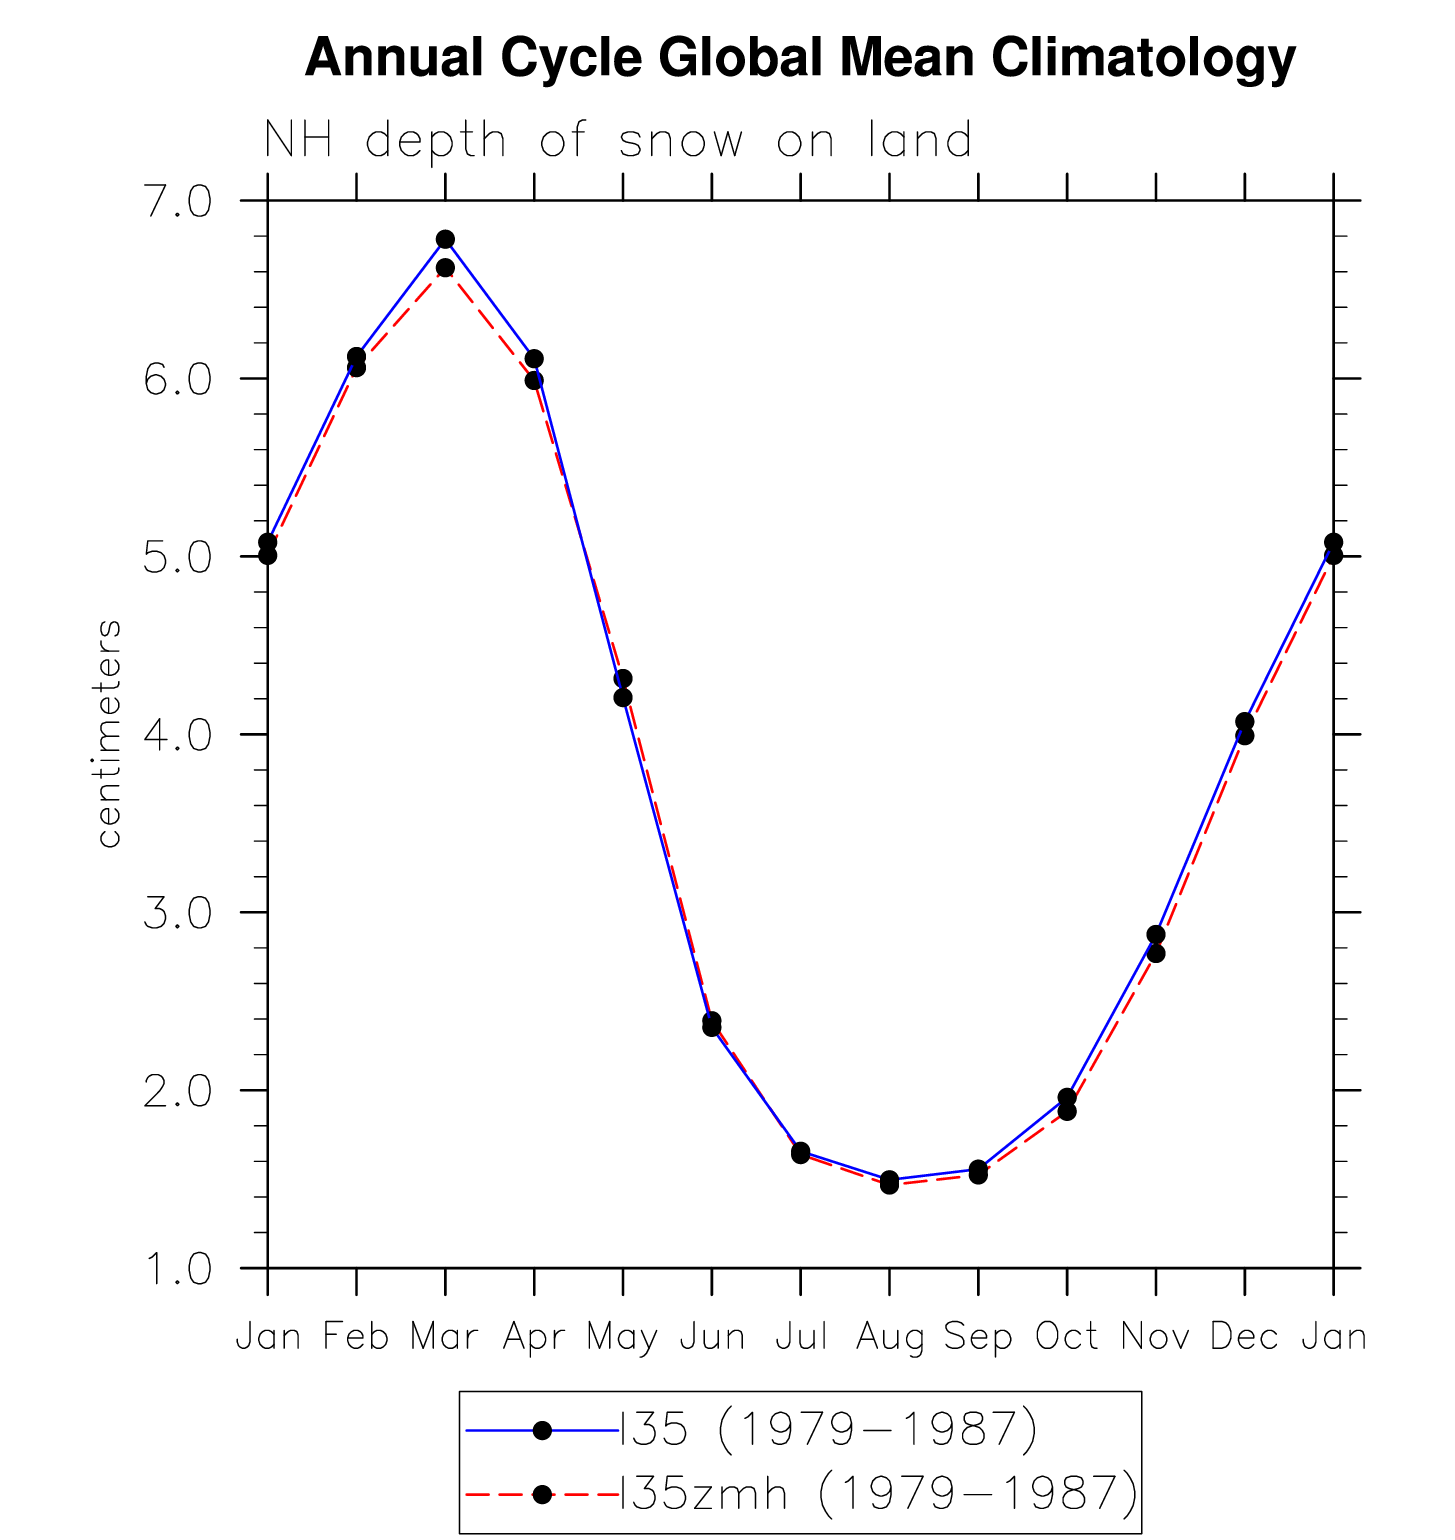 Annual Cycle Global Mean Climatology
NH depth of snow on land
7.0
6.0
5.0
4.0
3.0
2.0
1.0
centimeters
Jan Feb Mar Apr May Jun Jul Aug Sep Oct Nov Dec Jan
I35 (1979-1987)
I35zmh (1979-1987)